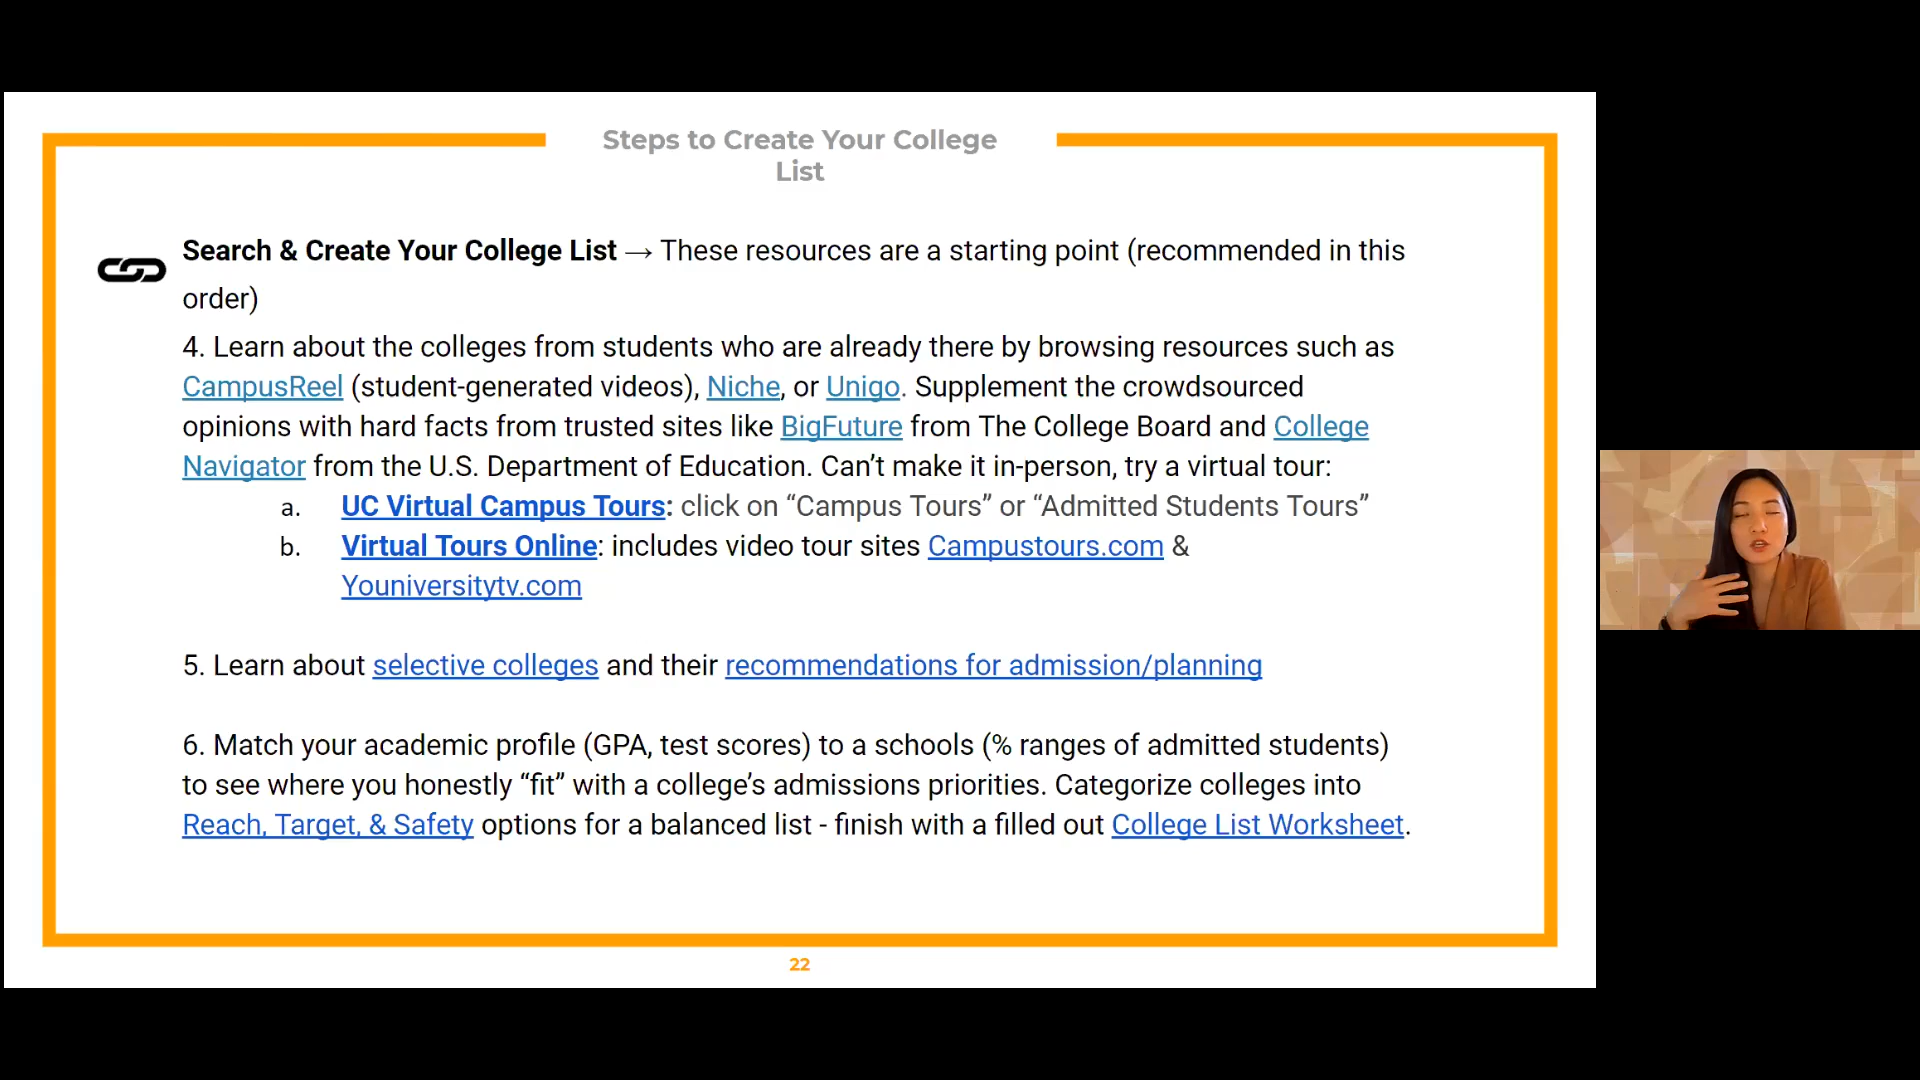 Steps to Create Your College
List
Search & Create Your College List → These resources are a starting point (recommended in this
order)
4. Learn about the colleges from students who are already there by browsing resources such as
CampusReel (student-generated videos), Niche, or Unigo. Supplement the crowdsourced
opinions with hard facts from trusted sites like BigFuture from The College Board and College
Navigator from the U.S. Department of Education. Can’t make it in-person, try a virtual tour:
a. UC Virtual Campus Tours: click on “Campus Tours” or “Admitted Students Tours”
b. Virtual Tours Online: includes video tour sites Campustours.com &
Youniversitytv.com
5. Learn about selective colleges and their recommendations for admission/planning
6. Match your academic profile (GPA, test scores) to a schools (% ranges of admitted students)
to see where you honestly “fit” with a college’s admissions priorities. Categorize colleges into
Reach, Target, & Safety options for a balanced list - finish with a filled out College List Worksheet.
22